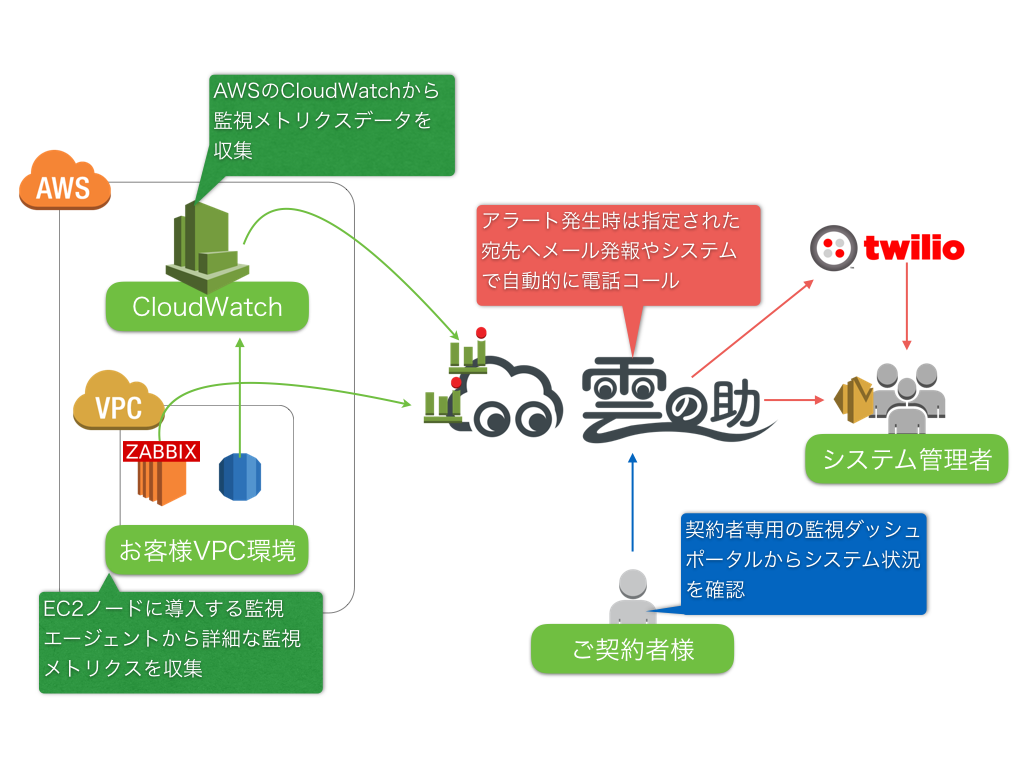 AWSのCloudWatchから
監視メトリクスデータを
収集
AWS
CloudWatch
アラート発生時は指定された
宛先へメール発報やシステム
で自動的に電話コール
twilio
VPC
ZABBIX
雲の助
システム管理者
お客様VPC環境
契約者専用の監視ダッシュ
ポータルからシステム状況
を確認
EC2ノードに導入する監視
エージェントから詳細な監視
メトリクスを収集
ご契約者様